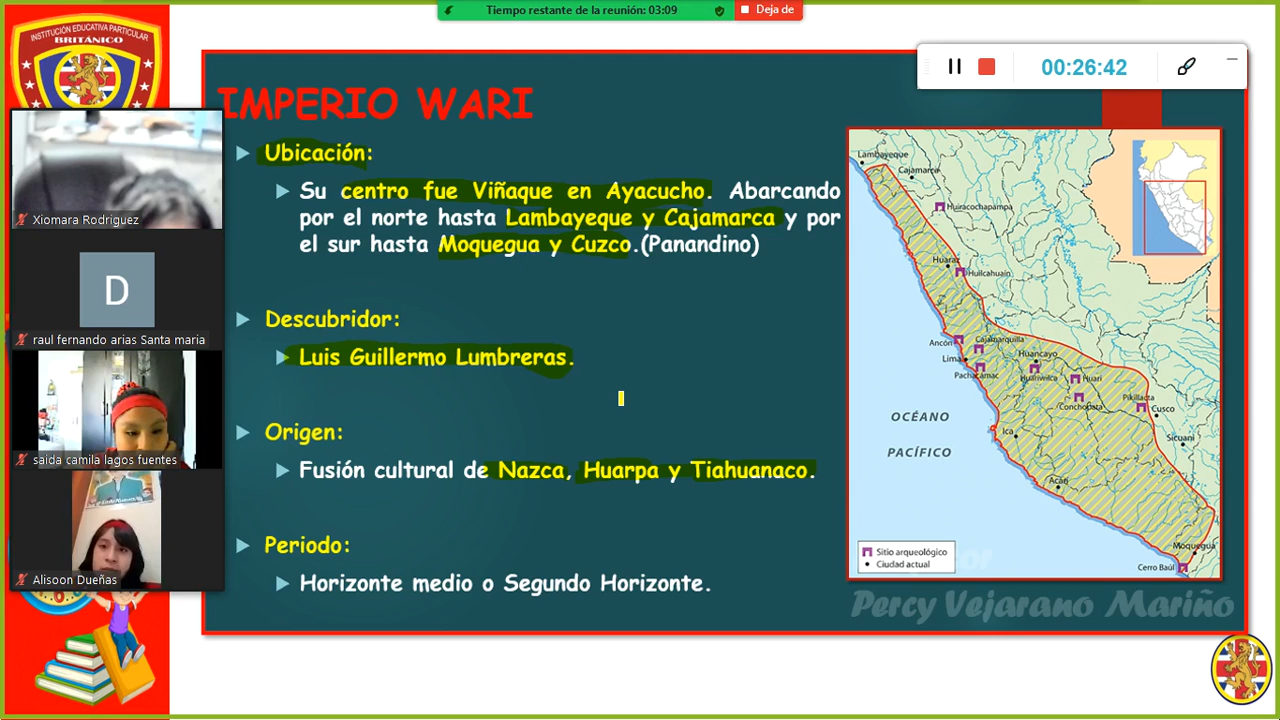 Tiempo restante de la reunión: 03:09
Deja de
INSTITUCIÓN EDUCATIVA PARTICULAR
BRITÁNICO
00:26:42
IMPERIO WARI
Ubicación:
Su centro fue Viñaque en Ayacucho. Abarcando
por el norte hasta Lambayeque y Cajamarca y por
el sur hasta Moquegua y Cuzco.(Panandino)
Descubridor:
Luis Guillermo Lumbreras.
Origen:
Fusión cultural de Nazca, Huarpa y Tiahuanaco.
Periodo:
Horizonte medio o Segundo Horizonte.
Xiomara Rodriguez
D
raul fernando arias Santa maria
saida camila lagos fuentes
Alisoon Dueñas
Lambayeque
Cajamarca
Huiracochapampa
Huaraz
Huilcahuaín
Ancón
Cajamarquilla
Lima
Huancayo
Pachacámac
Huariwilca
Huari
Conchopata
Pikillacta
Cusco
OCÉANO
PACÍFICO
Ica
Sicuani
Acarí
Moquegua
Cerro Baúl
Sitio arqueológico
Ciudad actual
Percy Vejarano Mariño